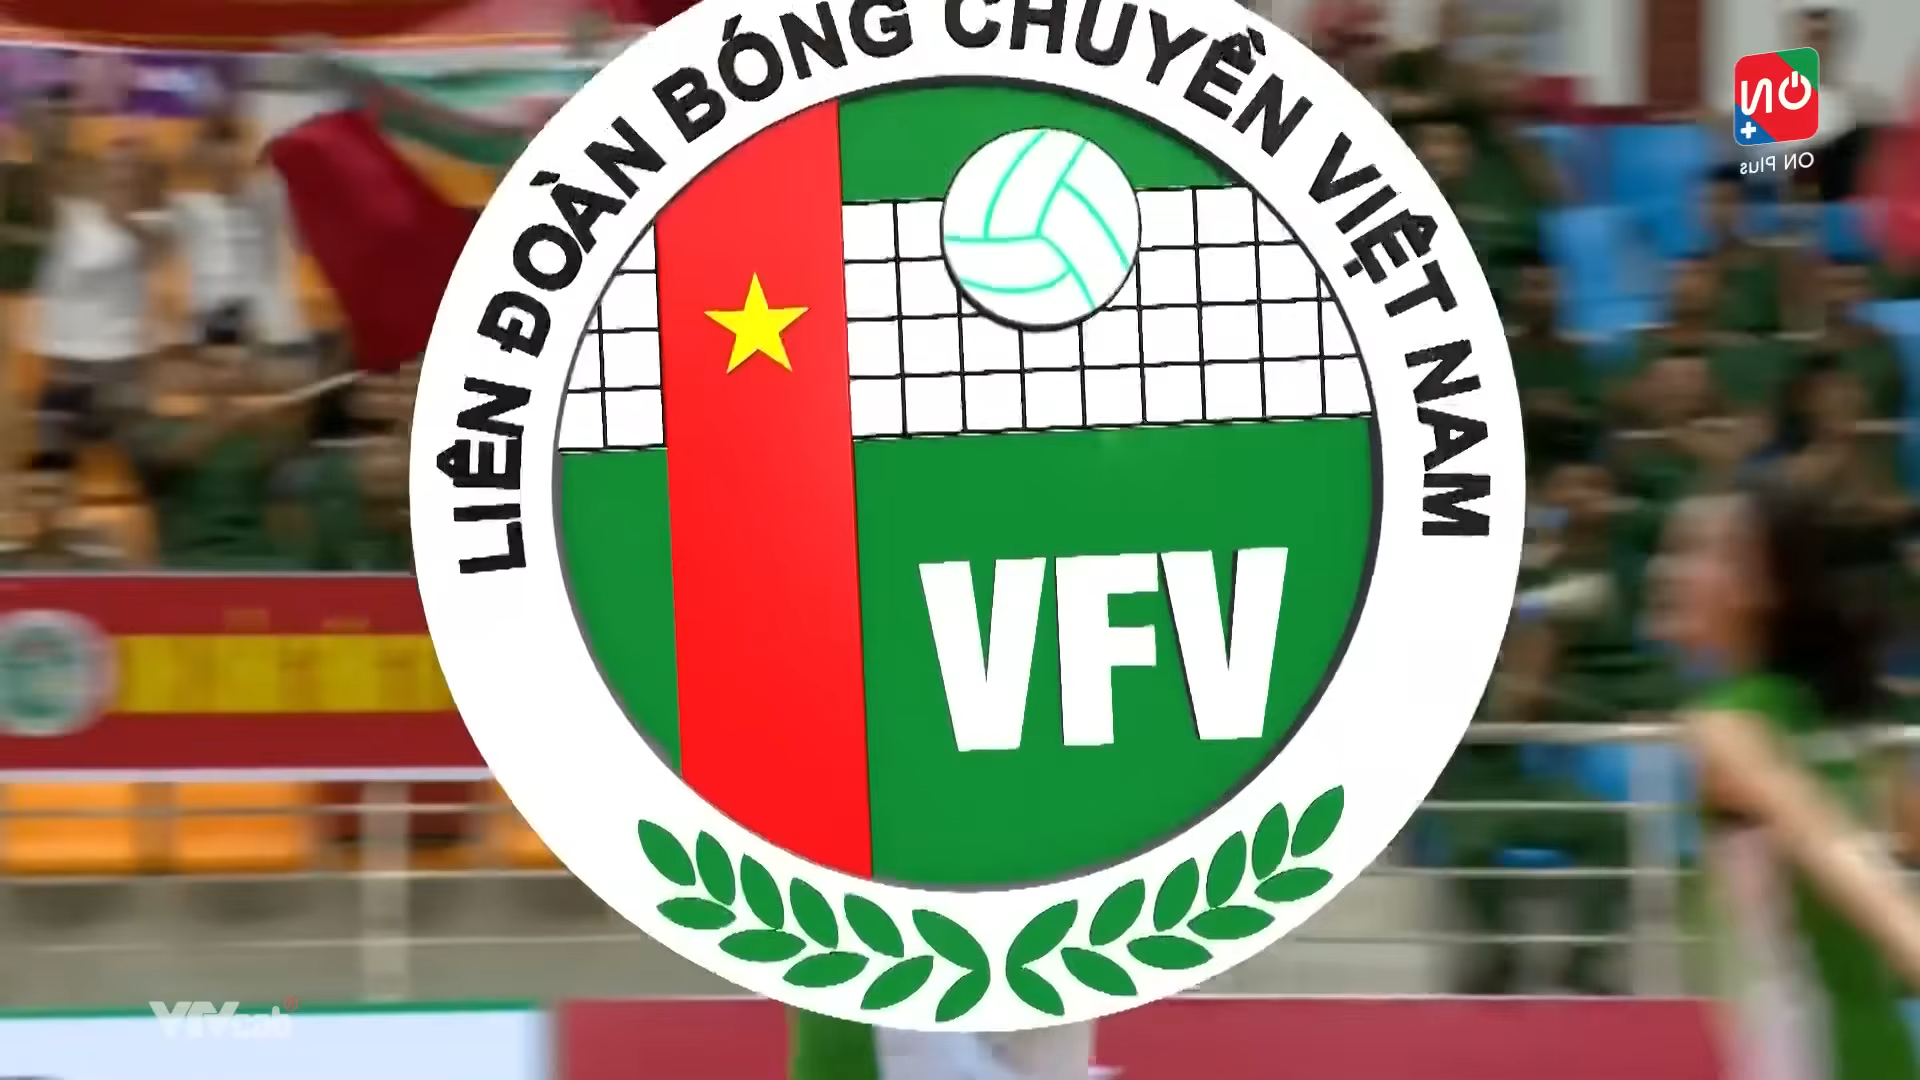 LIÊN ĐOÀN BÓNG CHUYỀN VIỆT NAM
VFV
ON
+
ON Plus
VTVcab